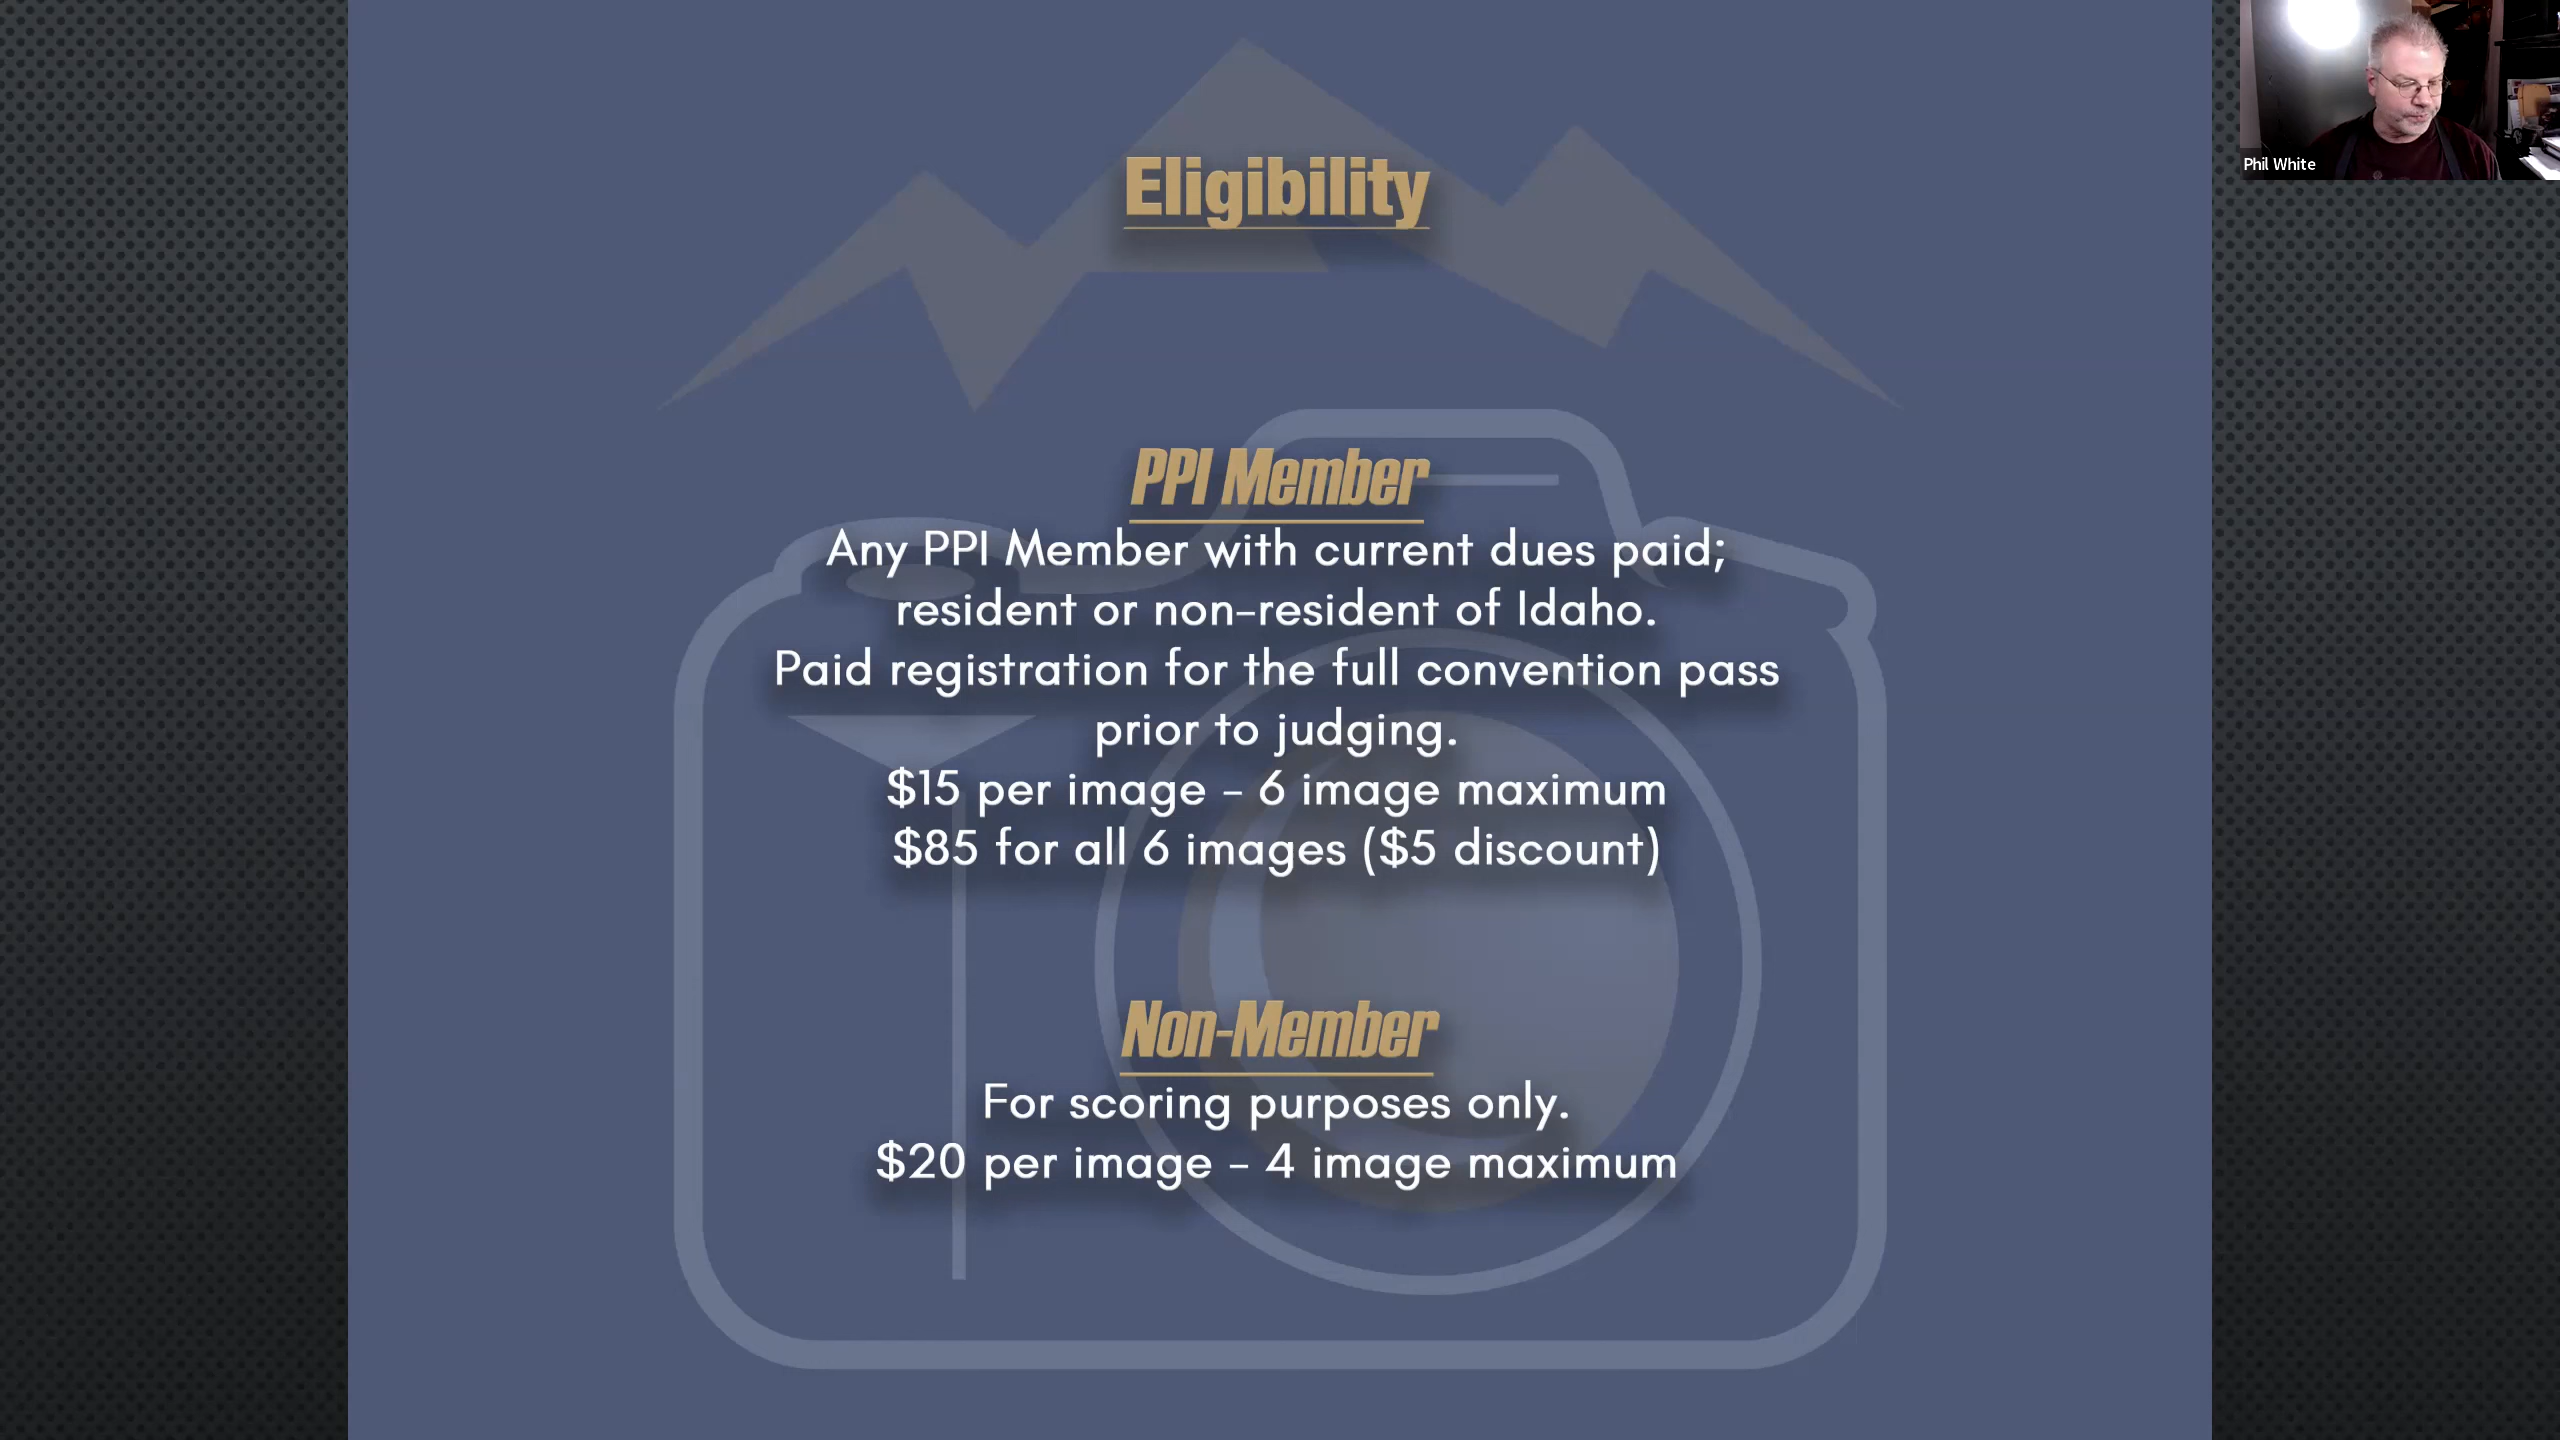 Eligibility
PPI Member
Any PPI Member with current dues paid;
resident or non-resident of Idaho.
Paid registration for the full convention pass
prior to judging.
$15 per image - 6 image maximum
$85 for all 6 images ($5 discount)
Non-Member
For scoring purposes only.
$20 per image - 4 image maximum
Phil White